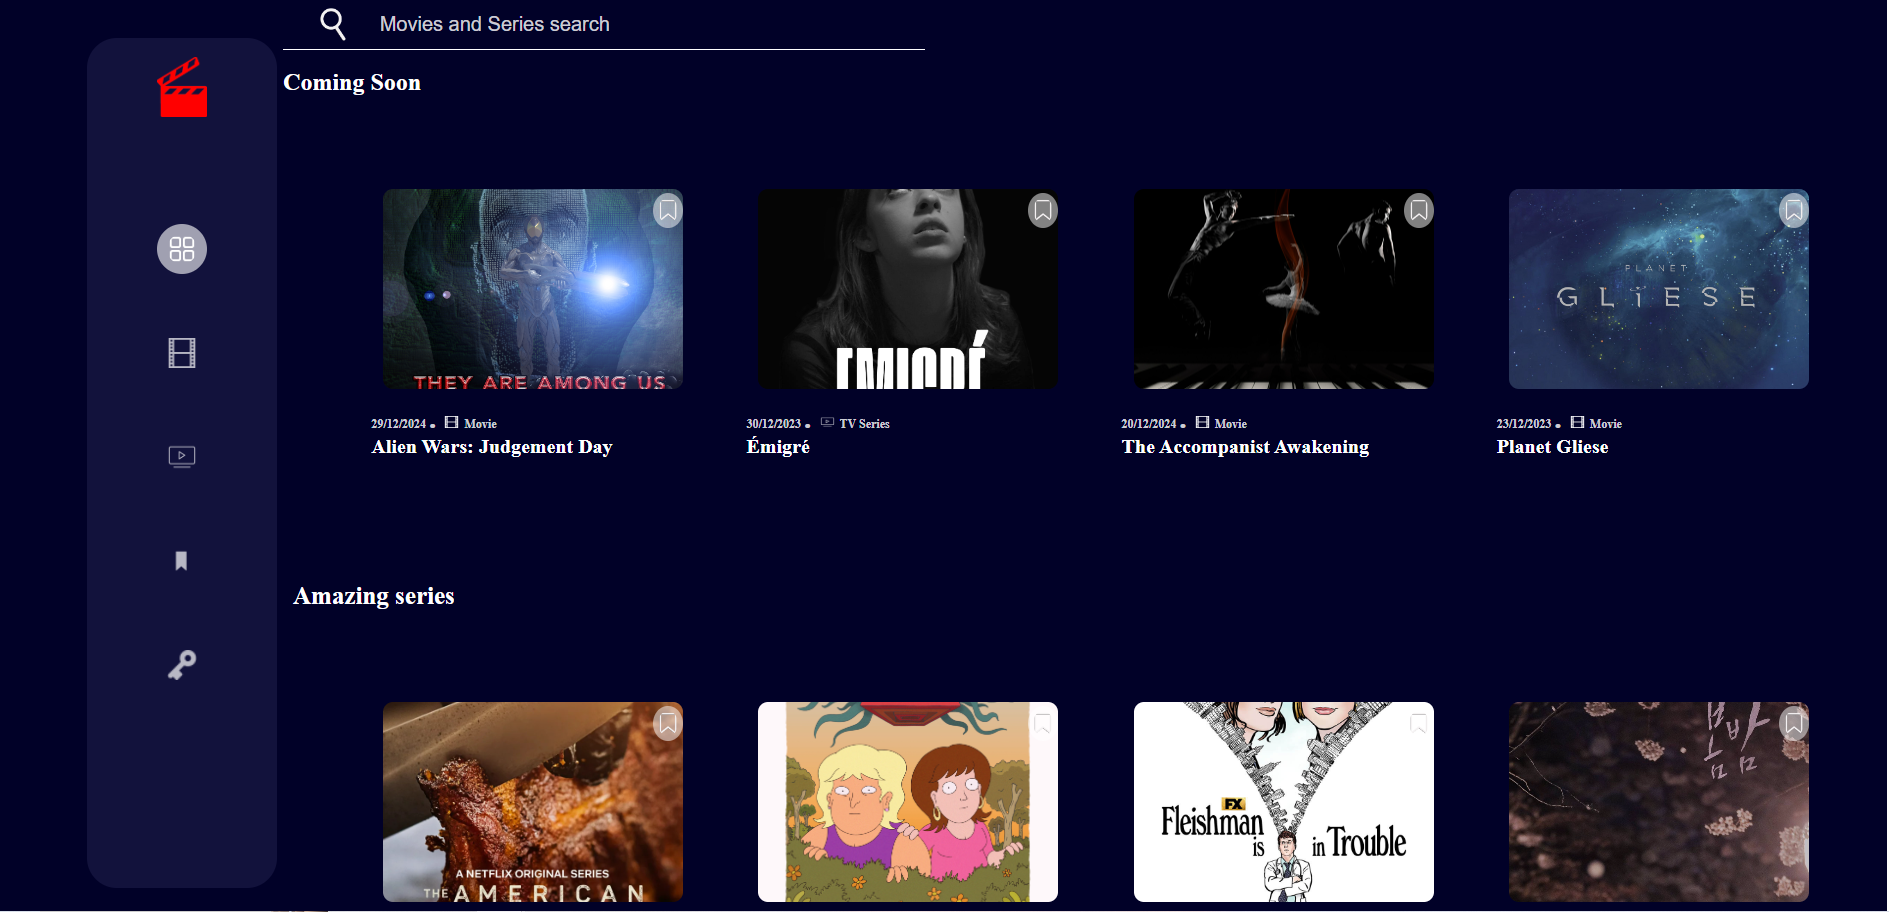 Movies and Series search
Coming Soon
THEY ARE AMONG US
ÉMIGRÉ
PLANET
GLIESE
29/12/2024 • Movie
Alien Wars: Judgement Day
30/12/2023 • TV Series
Émigré
20/12/2024 • Movie
The Accompanist Awakening
23/12/2023 • Movie
Planet Gliese
Amazing series
A NETFLIX ORIGINAL SERIES
THE AMERICAN
FX
Fleishman
is in Trouble
봄밤
봄밤